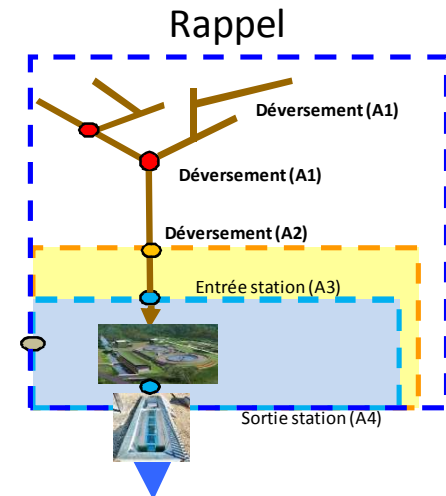 Rappel
Déversement (A1)
Déversement (A1)
Déversement (A2)
Entrée station (A3)
Sortie station (A4)